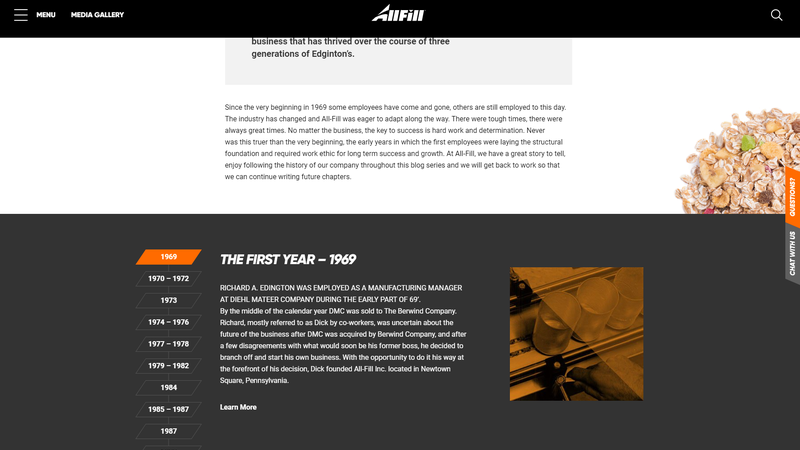 MENU
MEDIA GALLERY
AllFill
business that has thrived over the course of three
generations of Edginton's.
Since the very beginning in 1969 some employees have come and gone, others are still employed to this day.
The industry has changed and All-Fill was eager to adapt along the way. There were tough times, there were
always great times. No matter the business, the key to success is hard work and determination. Never
was this truer than the very beginning, the early years in which the first employees were laying the structural
foundation and required work ethic for long term success and growth. At All-Fill, we have a great story to tell,
enjoy following the history of our company throughout this blog series and we will get back to work so that
we can continue writing future chapters.
QUESTIONS?
CHAT WITH US
1969
1970 – 1972
1973
1974 – 1976
1977 – 1978
1979 – 1982
1984
1985 – 1987
1987
THE FIRST YEAR – 1969
RICHARD A. EDINGTON WAS EMPLOYED AS A MANUFACTURING MANAGER
AT DIEHL MATEER COMPANY DURING THE EARLY PART OF 69'.
By the middle of the calendar year DMC was sold to The Berwind Company.
Richard, mostly referred to as Dick by co-workers, was uncertain about the
future of the business after DMC was acquired by Berwind Company, and after
a few disagreements with what would soon be his former boss, he decided to
branch off and start his own business. With the opportunity to do it his way at
the forefront of his decision, Dick founded All-Fill Inc. located in Newtown
Square, Pennsylvania.
Learn More